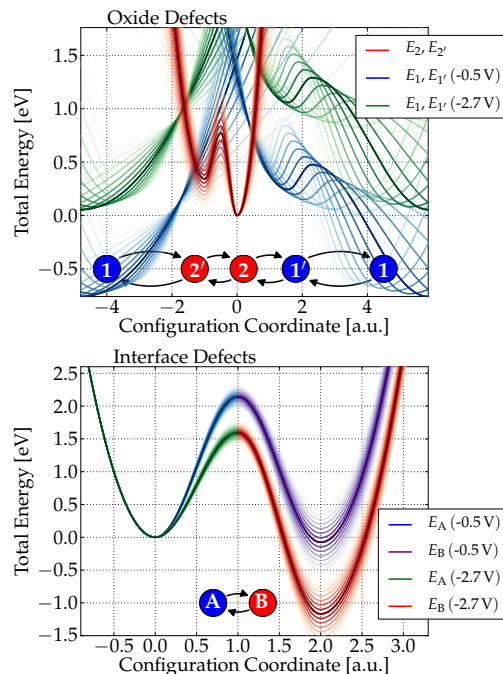 Oxide Defects
Total Energy [eV]
1.5
1.0
0.5
0.0
−0.5
E2, E2′
E1, E1′ (-0.5 V)
E1, E1′ (-2.7 V)
1 2′ 2 1′ 1
−4 −2 0 2 4
Configuration Coordinate [a.u.]
Interface Defects
Total Energy [eV]
2.5
2.0
1.5
1.0
0.5
0.0
−0.5
−1.0
−1.5
EA (-0.5 V)
EB (-0.5 V)
EA (-2.7 V)
EB (-2.7 V)
A B
−0.5 0.0 0.5 1.0 1.5 2.0 2.5 3.0
Configuration Coordinate [a.u.]